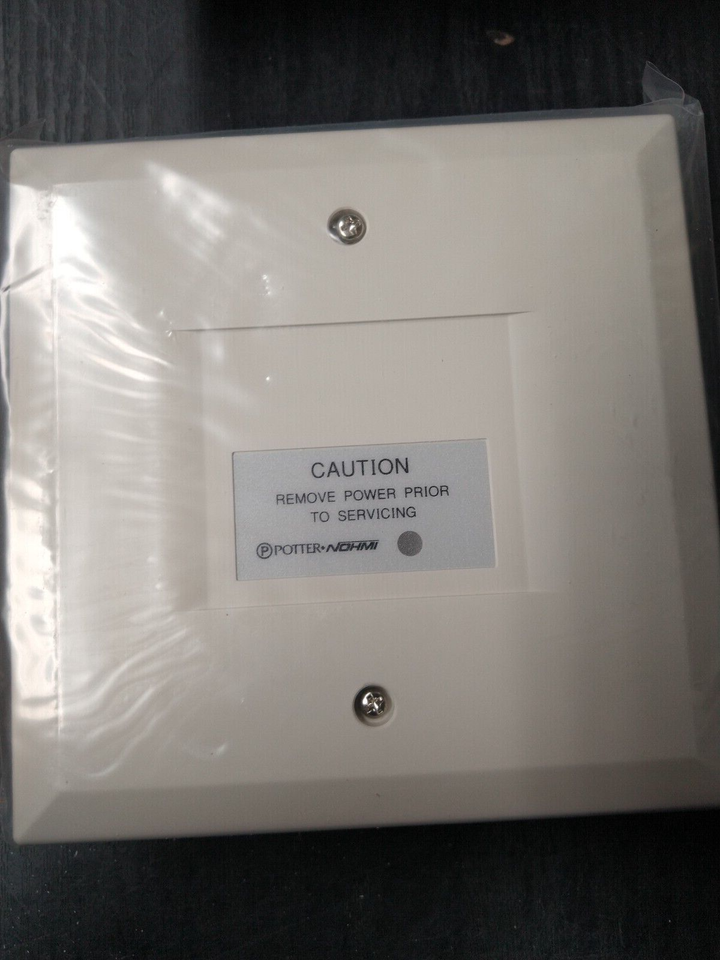 CAUTION
REMOVE POWER PRIOR
TO SERVICING
P POTTER•NOHMI